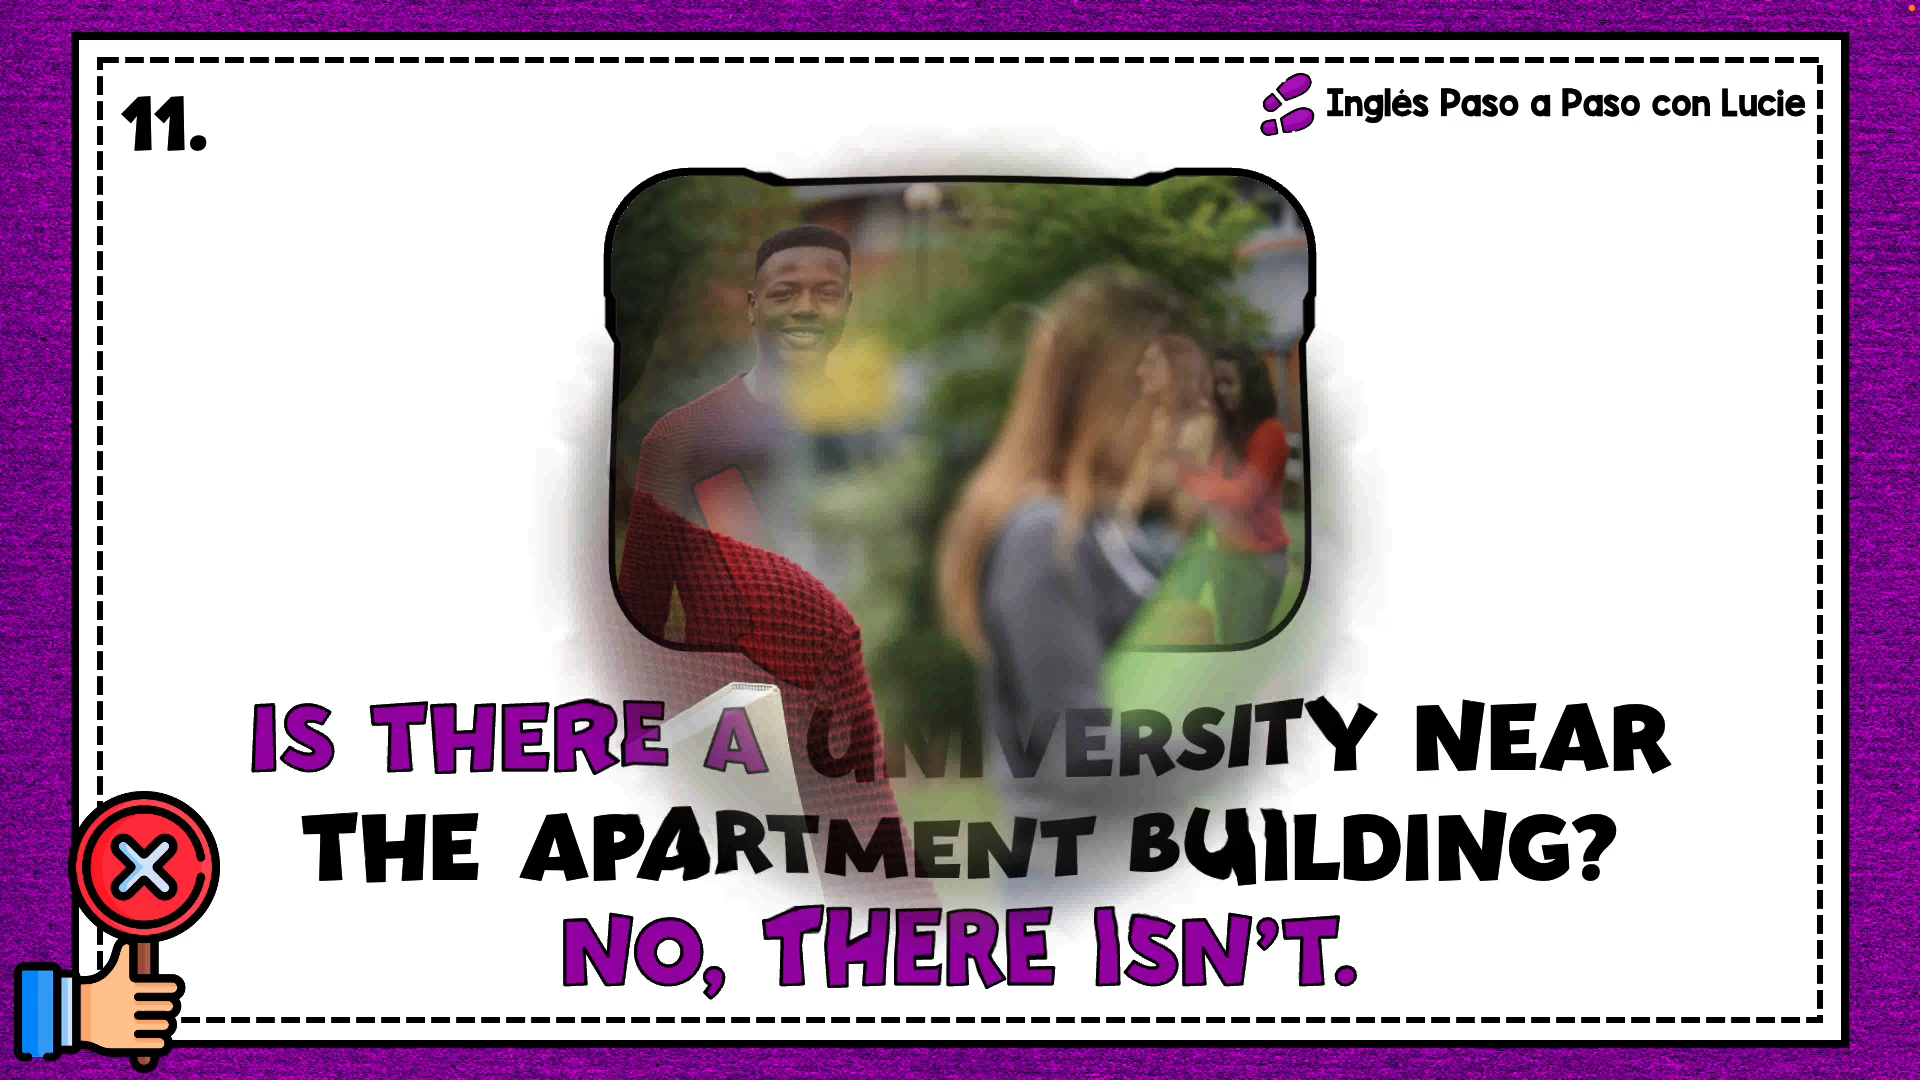 11.
Inglés Paso a Paso con Lucie
IS THERE A UNIVERSITY NEAR
THE APARTMENT BUILDING?
NO, THERE ISN'T.